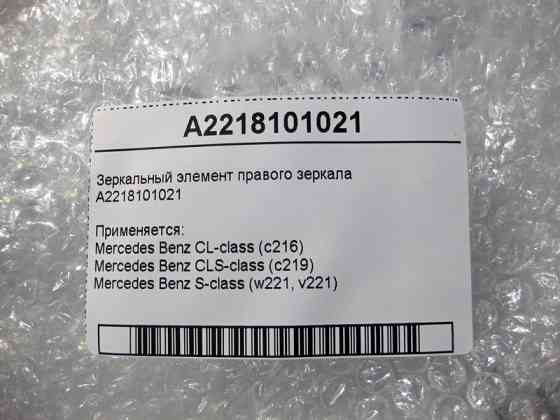 A2218101021
Зеркальный элемент правого зеркала
A2218101021
Применяется:
Mercedes Benz CL-class (c216)
Mercedes Benz CLS-class (c219)
Mercedes Benz S-class (w221, v221)